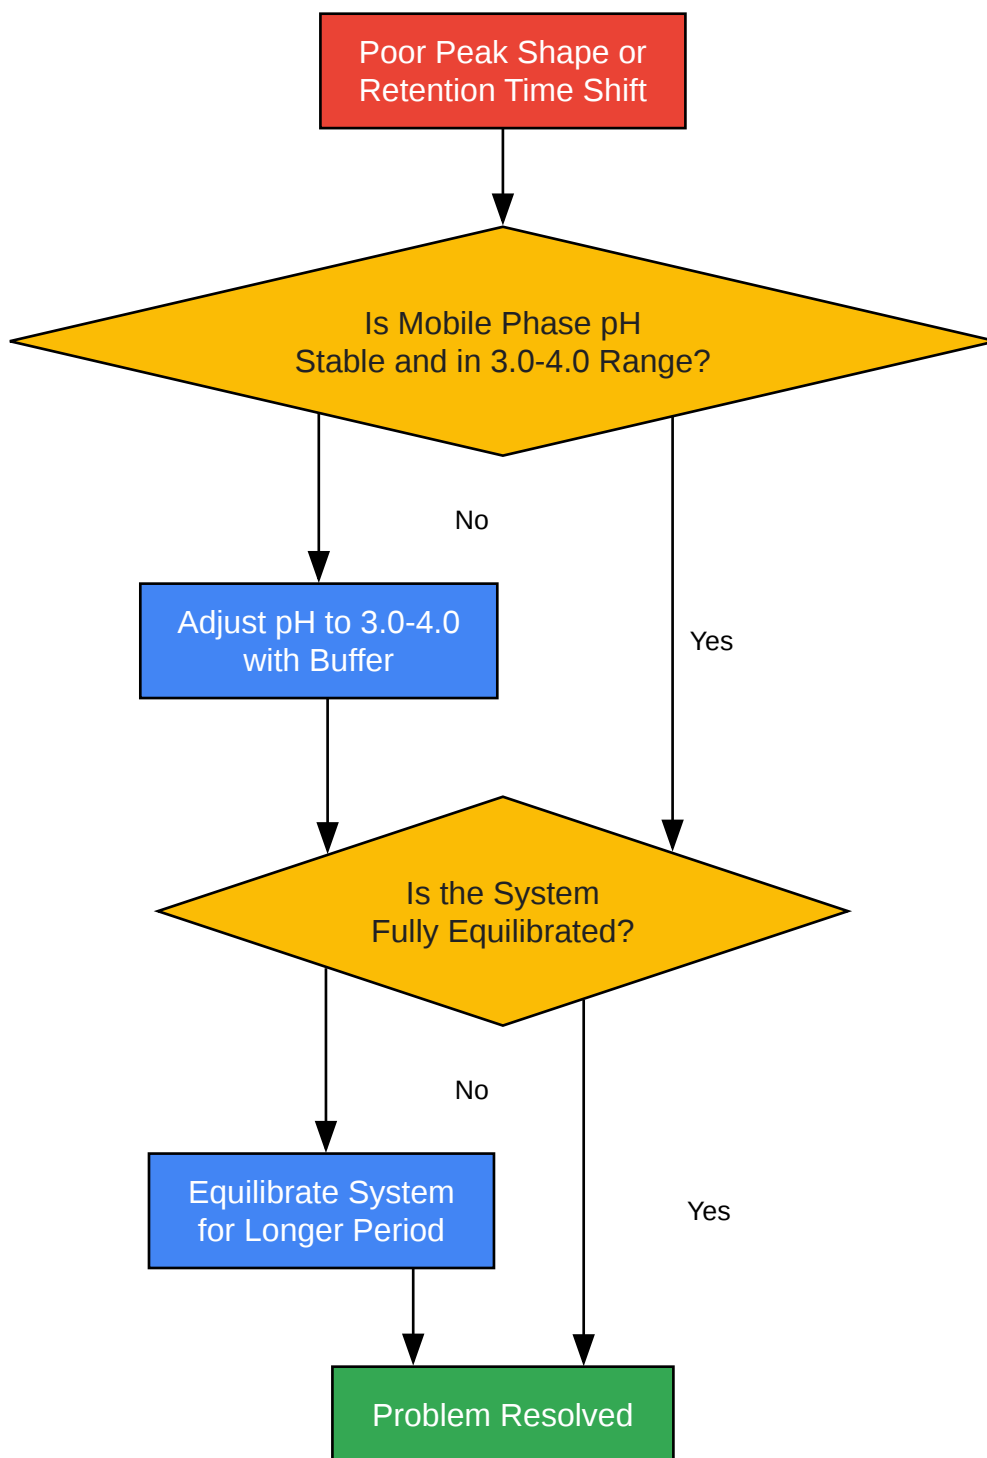 Poor Peak Shape or
Retention Time Shift
Is Mobile Phase pH
Stable and in 3.0-4.0 Range?
No
Adjust pH to 3.0-4.0
with Buffer
Yes
Is the System
Fully Equilibrated?
No
Equilibrate System
for Longer Period
Yes
Problem Resolved